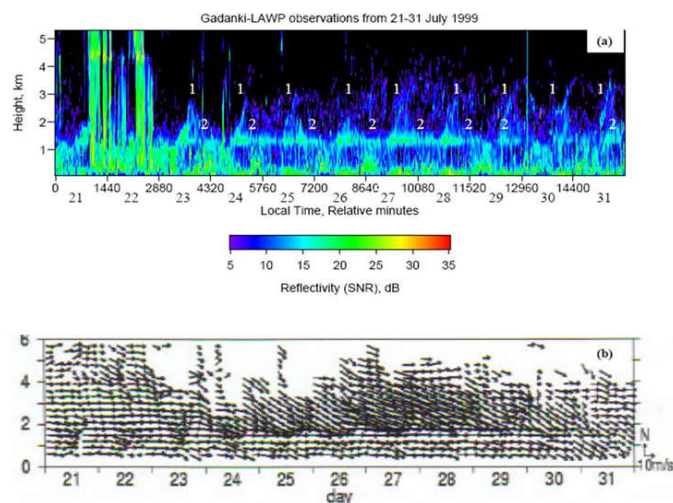 Gadanki-LAWP observations from 21-31 July 1999
(a)
Height, km
5
4
3
2
1
1 1 1 1 1 1 1 1 1
2 2 2 2 2 2 2 2 2
0 1440 2880 4320 5760 7200 8640 10080 11520 12960 14400
21 22 23 24 25 26 27 28 29 30 31
Local Time, Relative minutes
5 10 15 20 25 30 35
Reflectivity (SNR), dB
(b)
6
4
2
0
N
10m/s
21 22 23 24 25 26 27 28 29 30 31
day